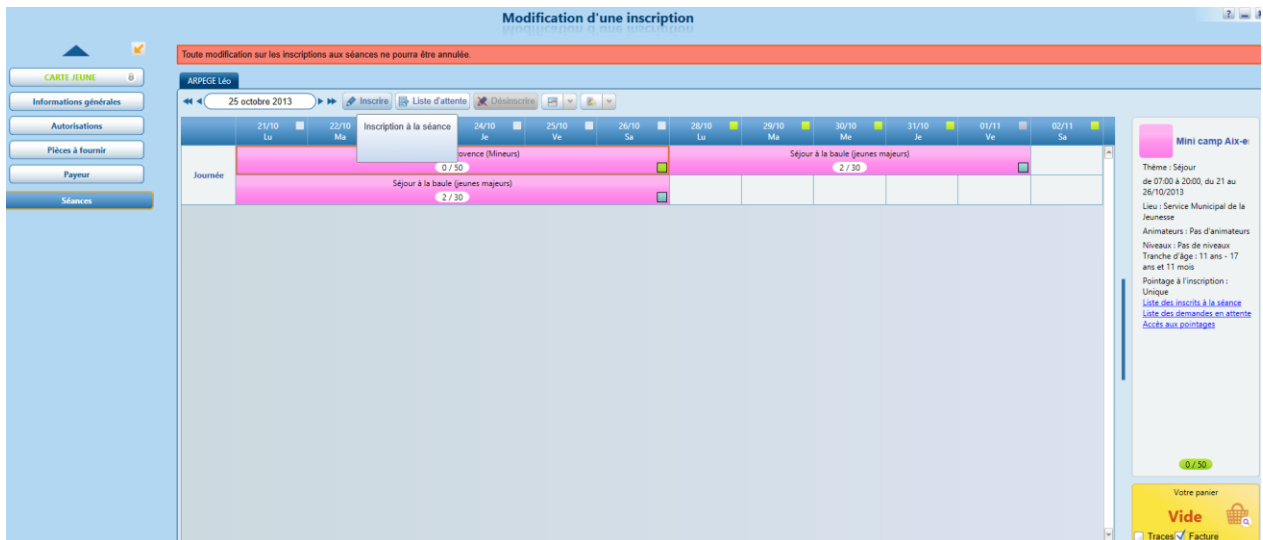 Modification d'une inscription
?
Toute modification sur les inscriptions aux séances ne pourra être annulée.
CARTE JEUNE
Informations générales
Autorisations
Pièces à fournir
Payeur
Séances
ARPEGE Léo
25 octobre 2013 Inscrire Liste d'attente Désinscrire
Inscription à la séance
21/10 22/10 24/10 25/10 26/10 28/10 29/10 30/10 31/10 01/11 02/11
Lu Ma Je Ve Sa Lu Ma Me Je Ve Sa
Journée
ovence (Mineurs)
0 / 50
Séjour à la baule (jeunes majeurs)
2 / 30
Séjour à la baule (jeunes majeurs)
2 / 30
Mini camp Aix-e
Thème : Séjour
de 07:00 à 20:00, du 21 au
26/10/2013
Lieu : Service Municipal de la
Jeunesse
Animateurs : Pas d'animateurs
Niveaux : Pas de niveaux
Tranche d'âge : 11 ans - 17
ans et 11 mois
Pointage à l'inscription :
Unique
Liste des inscrits à la séance
Liste des demandes en attente
Accès aux pointages
0 / 50
Votre panier
Vide
Traces Facture